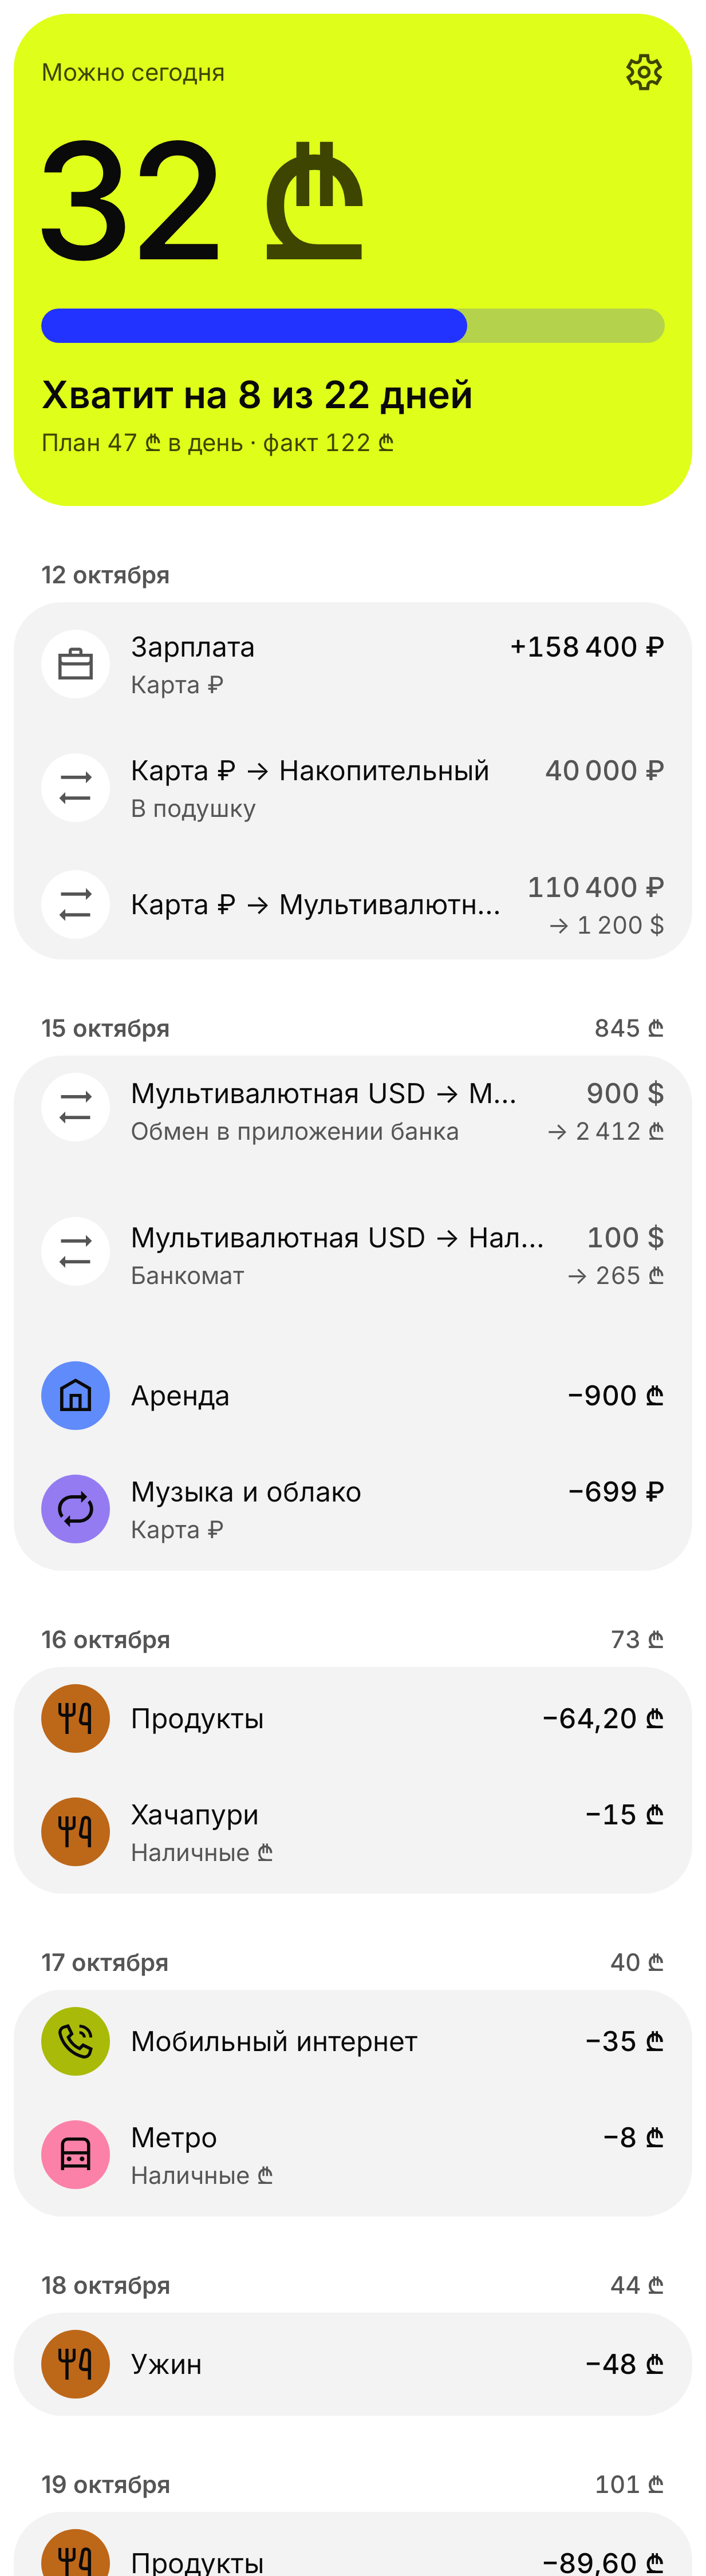 Можно сегодня
32 ₾
Хватит на 8 из 22 дней
План 47 ₾ в день · факт 122 ₾
12 октября
Зарплата +158 400 ₽
Карта ₽
Карта ₽ → Накопительный 40 000 ₽
В подушку
Карта ₽ → Мультивалютн... 110 400 ₽
→ 1 200 $
15 октября 845 ₾
Мультивалютная USD → М... 900 $
Обмен в приложении банка → 2 412 ₾
Мультивалютная USD → Нал... 100 $
Банкомат → 265 ₾
Аренда −900 ₾
Музыка и облако −699 ₽
Карта ₽
16 октября 73 ₾
Продукты −64,20 ₾
Хачапури −15 ₾
Наличные ₾
17 октября 40 ₾
Мобильный интернет −35 ₾
Метро −8 ₾
Наличные ₾
18 октября 44 ₾
Ужин −48 ₾
19 октября 101 ₾
Продукты −89,60 ₾